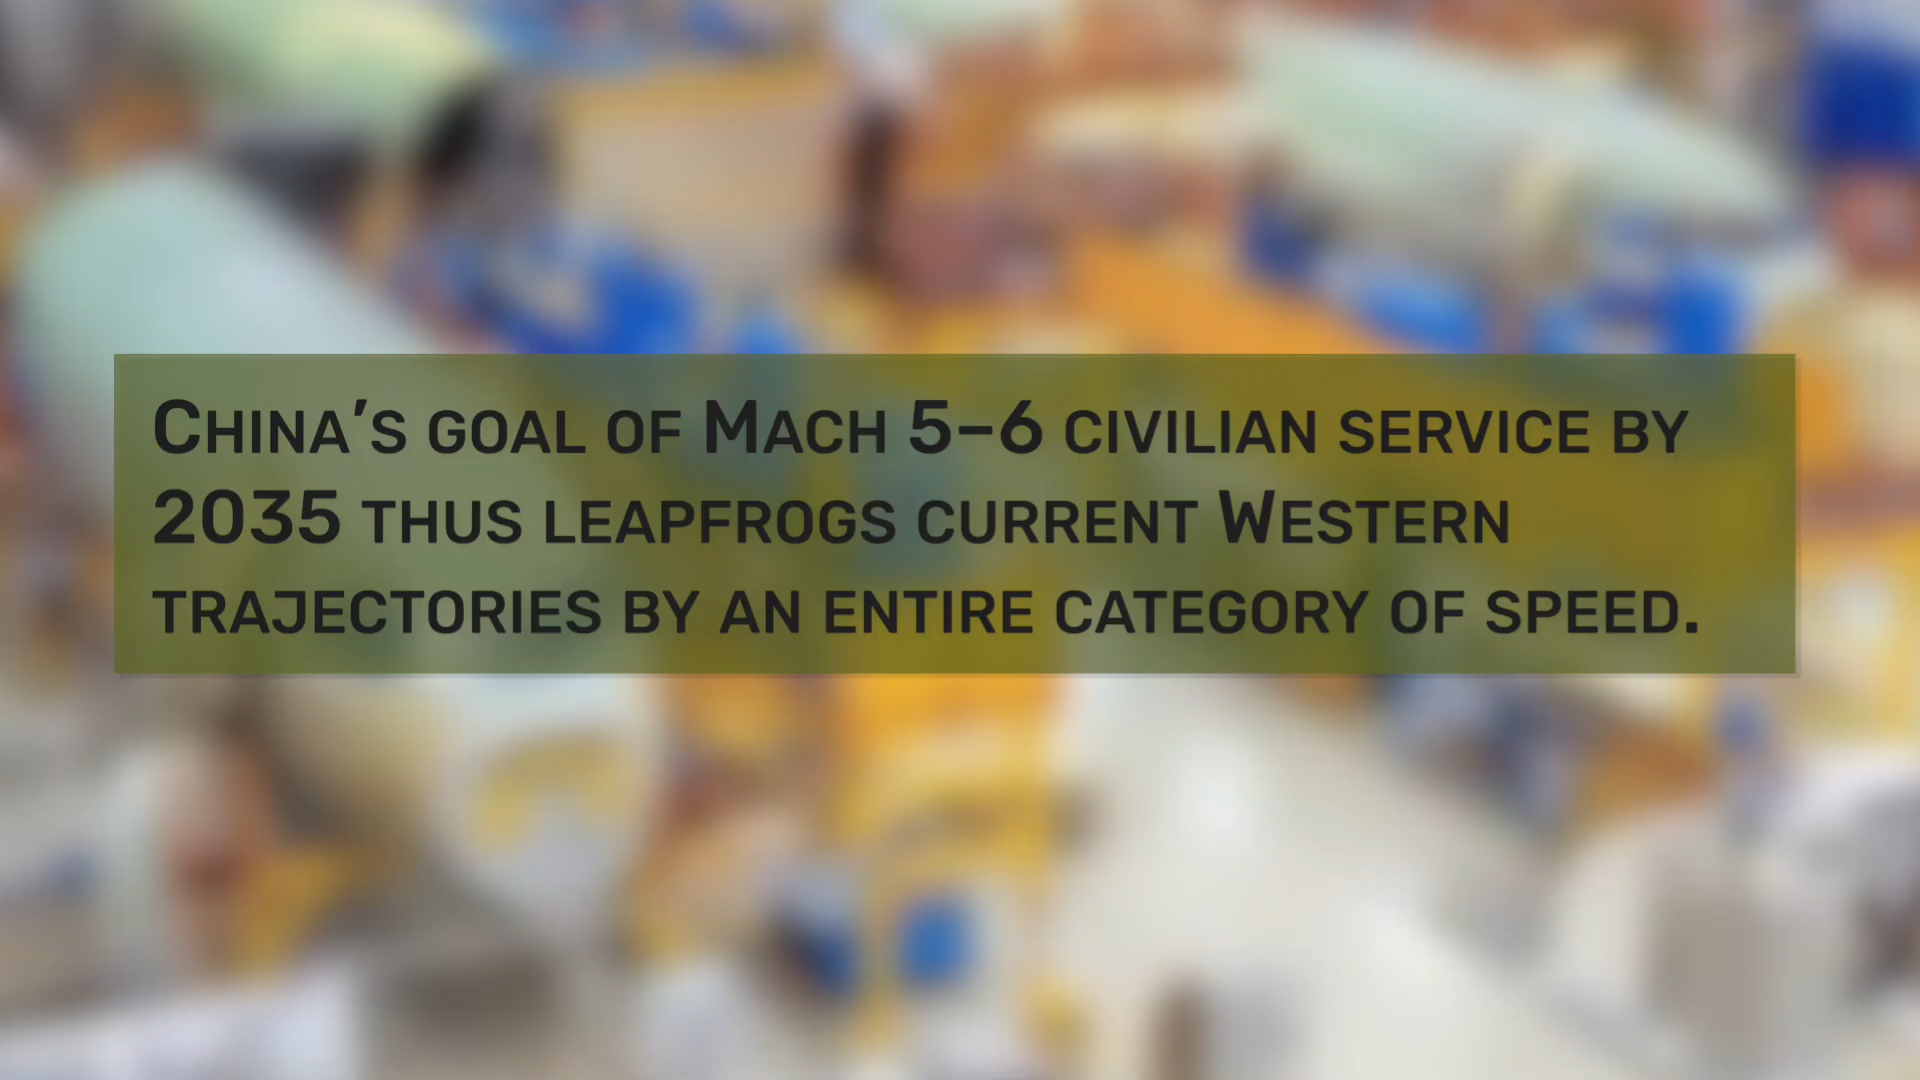 China's goal of Mach 5–6 civilian service by
2035 thus leapfrogs current Western
trajectories by an entire category of speed.